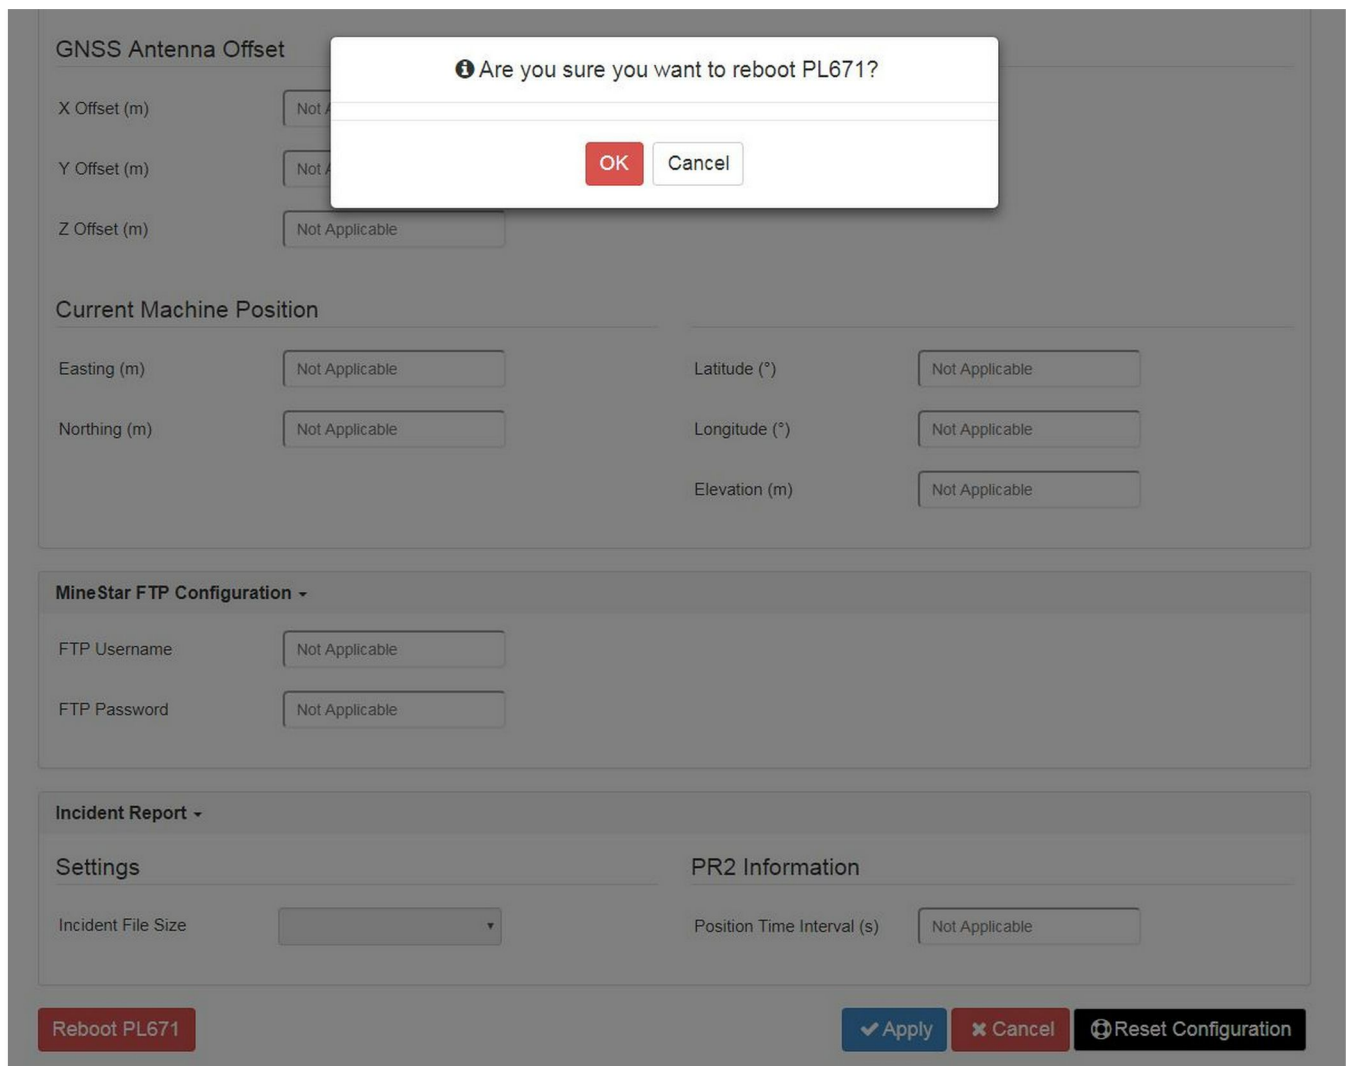 GNSS Antenna Offset
Are you sure you want to reboot PL671?
X Offset (m) Not A
OK Cancel
Y Offset (m) Not A
Z Offset (m) Not Applicable
Current Machine Position
Easting (m) Not Applicable Latitude (°) Not Applicable
Northing (m) Not Applicable Longitude (°) Not Applicable
Elevation (m) Not Applicable
MineStar FTP Configuration
FTP Username Not Applicable
FTP Password Not Applicable
Incident Report
Settings PR2 Information
Incident File Size Position Time Interval (s) Not Applicable
Reboot PL671 Apply Cancel Reset Configuration